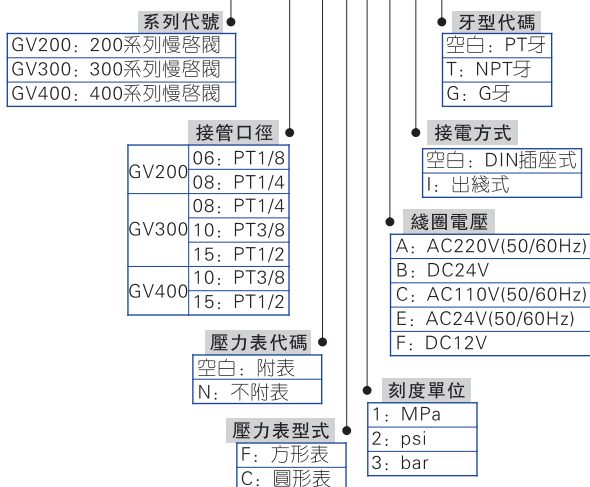 系列代號
GV200：200系列慢啓閥
GV300：300系列慢啓閥
GV400：400系列慢啓閥
牙型代碼
空白：PT牙
T：NPT牙
G：G牙
接管口徑
GV200
06：PT1/8
08：PT1/4
GV300
08：PT1/4
10：PT3/8
15：PT1/2
GV400
10：PT3/8
15：PT1/2
接電方式
空白：DIN插座式
I：出綫式
綫圈電壓
A：AC220V(50/60Hz)
B：DC24V
C：AC110V(50/60Hz)
E：AC24V(50/60Hz)
F：DC12V
壓力表代碼
空白：附表
N：不附表
刻度單位
1：MPa
2：psi
3：bar
壓力表型式
F：方形表
C：圓形表